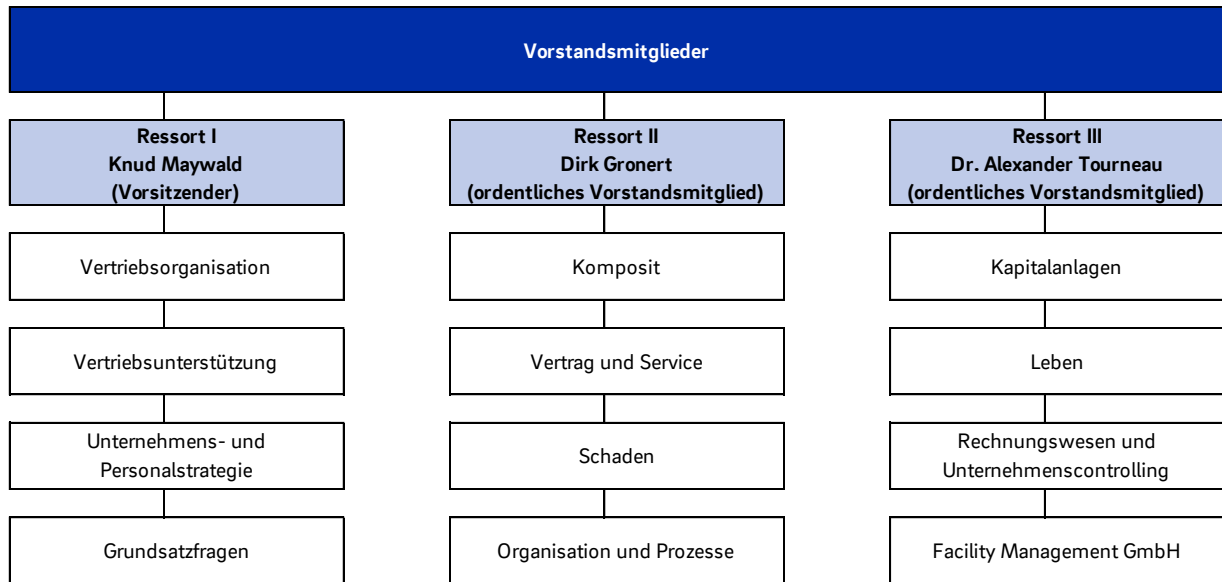 Vorstandsmitglieder
Ressort I
Knud Maywald
(Vorsitzender)
Vertriebsorganisation
Vertriebsunterstützung
Unternehmens- und
Personalstrategie
Grundsatzfragen
Ressort II
Dirk Gronert
(ordentliches Vorstandsmitglied)
Komposit
Vertrag und Service
Schaden
Organisation und Prozesse
Ressort III
Dr. Alexander Tourneau
(ordentliches Vorstandsmitglied)
Kapitalanlagen
Leben
Rechnungswesen und
Unternehmenscontrolling
Facility Management GmbH